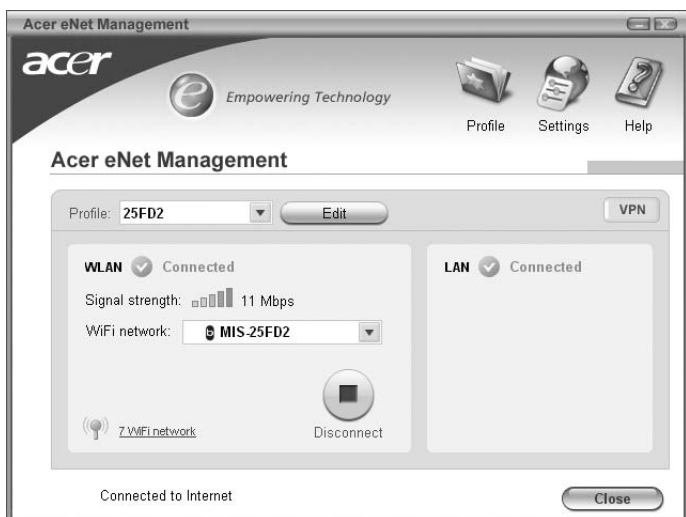 Acer eNet Management
acer
e
Empowering Technology
Profile
Settings
Help
Acer eNet Management
Profile: 25FD2
Edit
VPN
WLAN Connected
Signal strength: 11 Mbps
WiFi network: MIS-25FD2
7 WiFi network
Disconnect
LAN Connected
Connected to Internet
Close